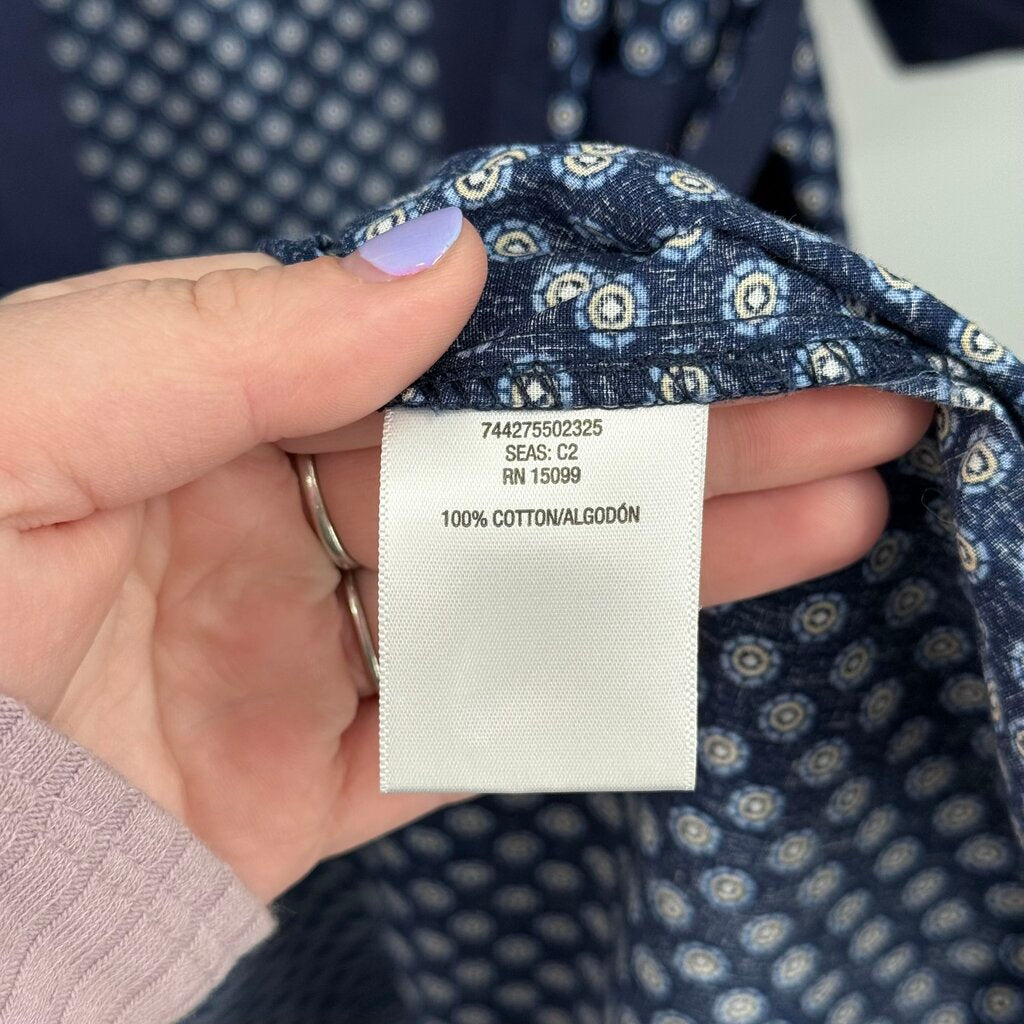 744275502325
SEAS: C2
RN 15099
100% COTTON/ALGODÓN